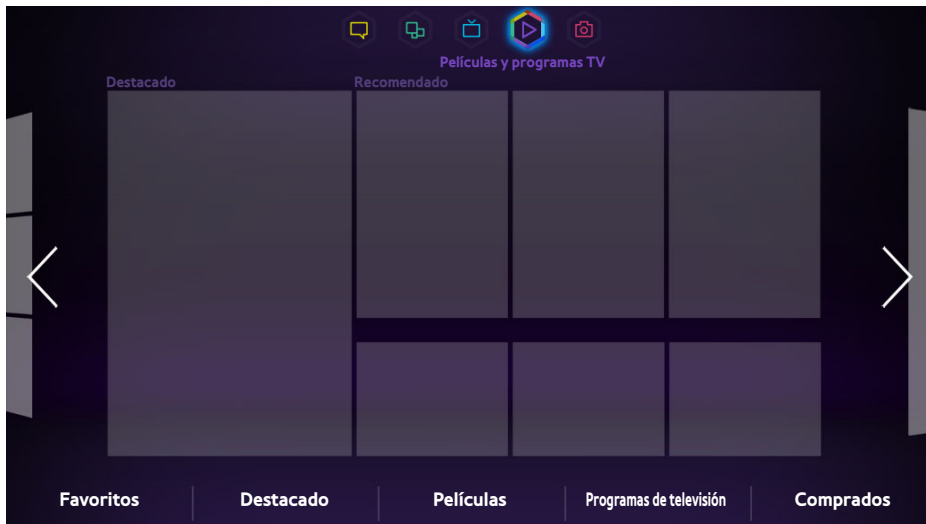 Películas y programas TV
Destacado
Recomendado
Favoritos
Destacado
Películas
Programas de televisión
Comprados